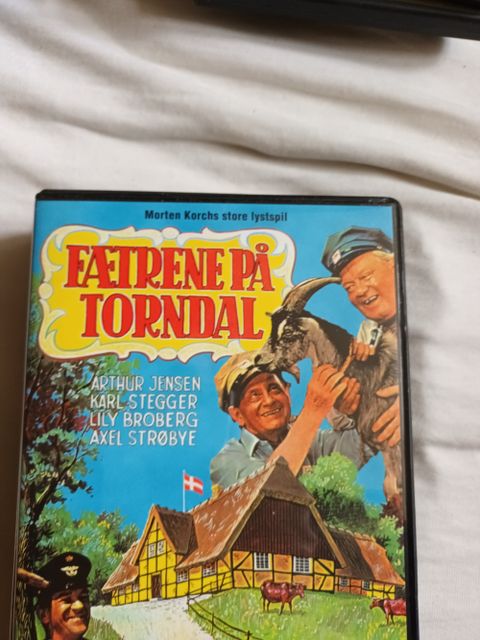 Morten Korchs store lystspil
FÆTRENE PÅ
TORNDAL
ARTHUR JENSEN
KARL STEGGER
LILY BROBERG
AXEL STRØBYE